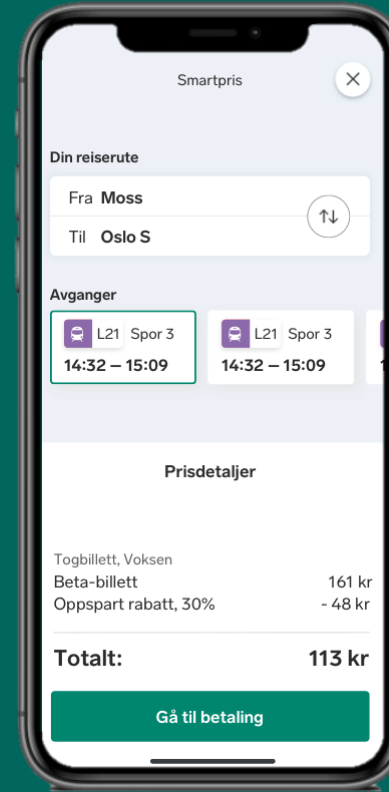 Smartpris
Din reiserute
Fra Moss
Til Oslo S
Avganger
L21 Spor 3
14:32 – 15:09
L21 Spor 3
14:32 – 15:09
Prisdetaljer
Togbillett, Voksen
Beta-billett 161 kr
Oppspart rabatt, 30% - 48 kr
Totalt: 113 kr
Gå til betaling